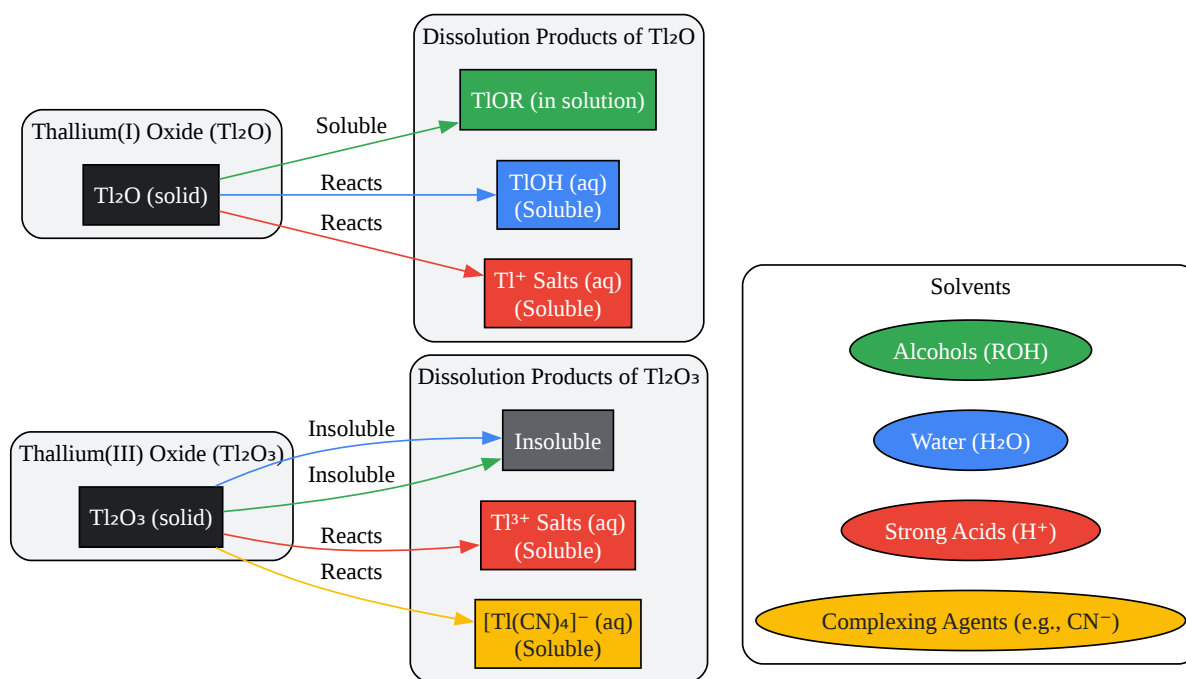 Dissolution Products of Tl₂O
TlOR (in solution)
Soluble
Thallium(I) Oxide (Tl₂O)
Tl₂O (solid)
Reacts
TlOH (aq)
(Soluble)
Reacts
Tl⁺ Salts (aq)
(Soluble)
Dissolution Products of Tl₂O₃
Insoluble
Insoluble
Thallium(III) Oxide (Tl₂O₃)
Insoluble
Tl₂O₃ (solid)
Reacts
Tl³⁺ Salts (aq)
(Soluble)
Reacts
[Tl(CN)₄]⁻ (aq)
(Soluble)
Solvents
Alcohols (ROH)
Water (H₂O)
Strong Acids (H⁺)
Complexing Agents (e.g., CN⁻)